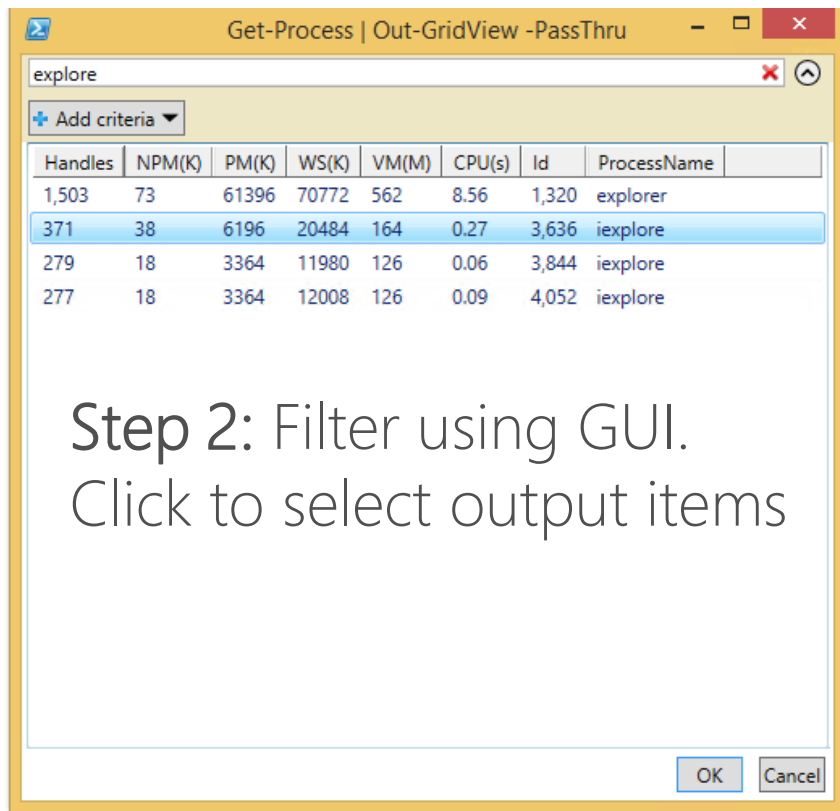 Get-Process | Out-GridView -PassThru
explore
Add criteria
Handles NPM(K) PM(K) WS(K) VM(M) CPU(s) Id ProcessName
1,503 73 61396 70772 562 8.56 1,320 explorer
371 38 6196 20484 164 0.27 3,636 iexplore
279 18 3364 11980 126 0.06 3,844 iexplore
277 18 3364 12008 126 0.09 4,052 iexplore
Step 2: Filter using GUI.
Click to select output items
OK Cancel